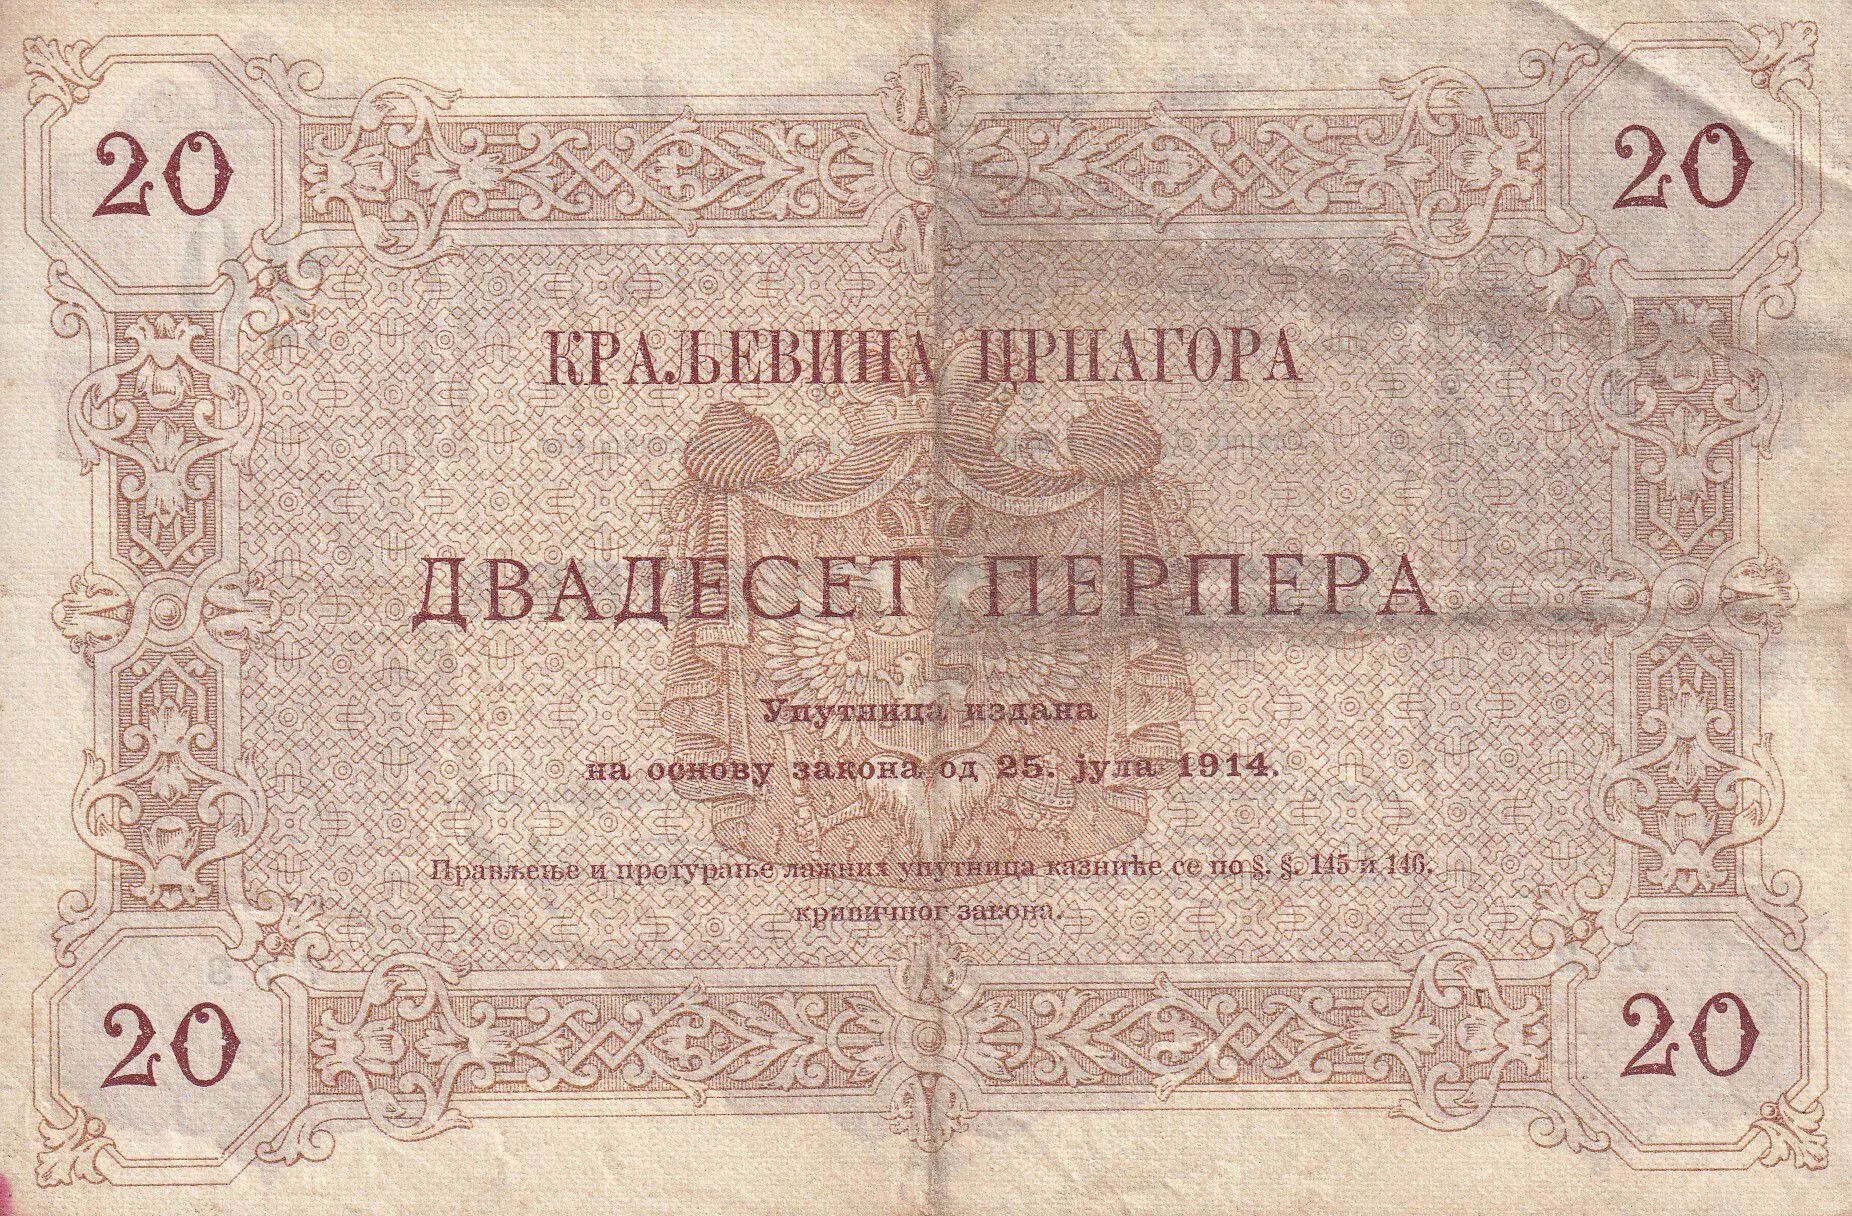 20 20
КРАЉЕВИНА ЦРНАГОРА
ДВАДЕСЕТ ПЕРПЕРА
Упутница издана
на основу закона од 25. јула 1914.
Прављење и протурање лажних упутница казниће се по §. §. 145 и 146.
кривичног закона.
20 20